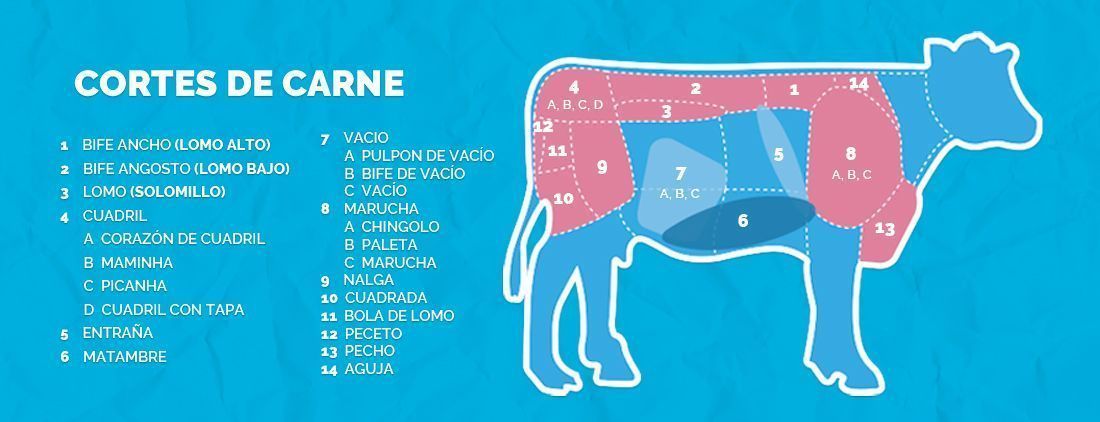 CORTES DE CARNE
1 BIFE ANCHO (LOMO ALTO)
2 BIFE ANGOSTO (LOMO BAJO)
3 LOMO (SOLOMILLO)
4 CUADRIL
A CORAZÓN DE CUADRIL
B MAMINHA
C PICANHA
D CUADRIL CON TAPA
5 ENTRAÑA
6 MATAMBRE
7 VACIO
A PULPON DE VACÍO
B BIFE DE VACÍO
C VACÍO
8 MARUCHA
A CHINGOLO
B PALETA
C MARUCHA
9 NALGA
10 CUADRADA
11 BOLA DE LOMO
12 PECETO
13 PECHO
14 AGUJA
4
A, B, C, D
2
1
14
3
12
11
9
10
7
A, B, C
5
8
A, B, C
6
13